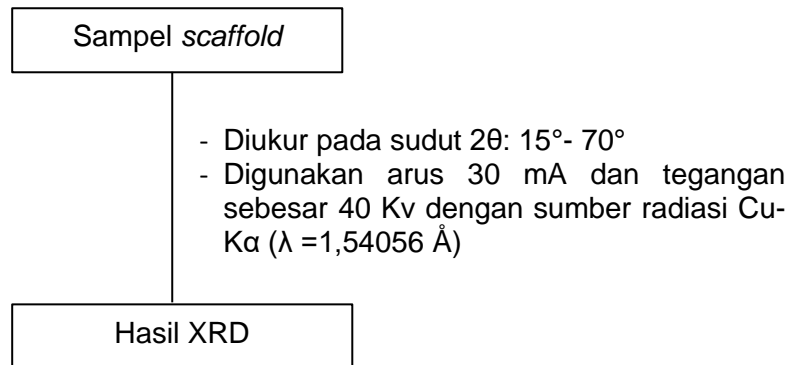 Sampel scaffold
- Diukur pada sudut 2θ: 15°- 70°
- Digunakan arus 30 mA dan tegangan
sebesar 40 Kv dengan sumber radiasi Cu-
Kα (λ =1,54056 Å)
Hasil XRD